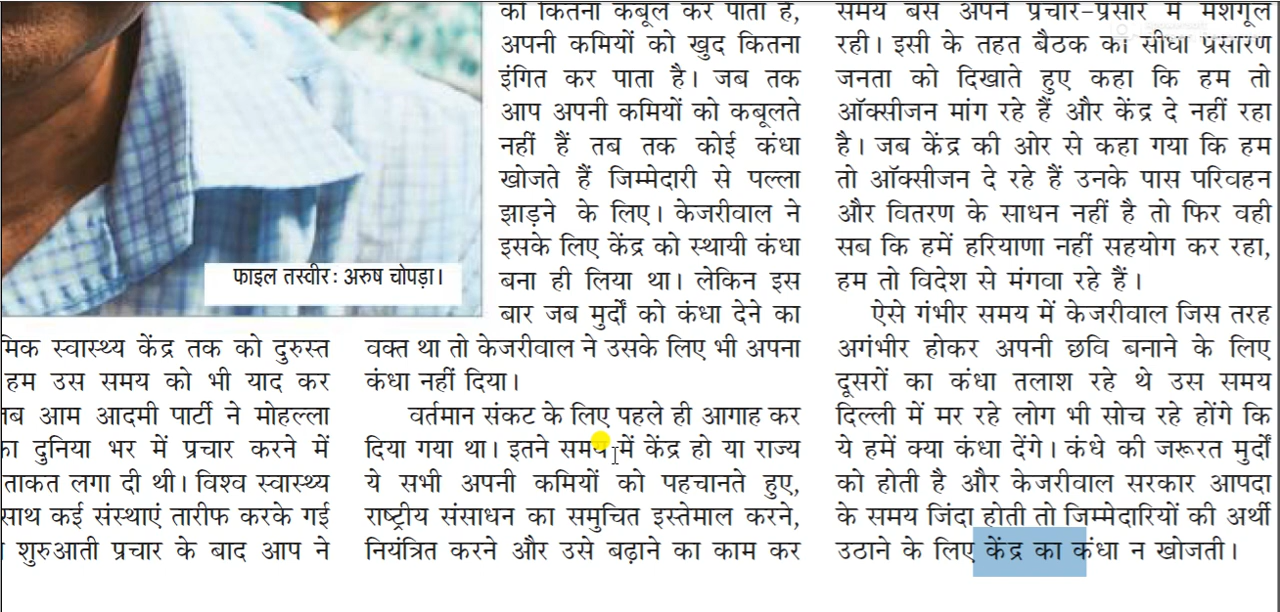 फाइल तस्वीर: अरुष चोपड़ा।
मिक स्वास्थ्य केंद्र तक को दुरुस्त
हम उस समय को भी याद कर
आम आदमी पार्टी ने मोहल्ला
दुनिया भर में प्रचार करने में
ताकत लगा दी थी। विश्व स्वास्थ्य
साथ कई संस्थाएं तारीफ करके गई
शुरुआती प्रचार के बाद आप ने
को कितना कबूल कर पाता है,
अपनी कमियों को खुद कितना
इंगित कर पाता है। जब तक
आप अपनी कमियों को कबूलते
नहीं हैं तब तक कोई कंधा
खोजते हैं जिम्मेदारी से पल्ला
झाड़ने के लिए। केजरीवाल ने
इसके लिए केंद्र को स्थायी कंधा
बना ही लिया था। लेकिन इस
बार जब मुर्दों को कंधा देने का
वक्त था तो केजरीवाल ने उसके लिए भी अपना
कंधा नहीं दिया।
वर्तमान संकट के लिए पहले ही आगाह कर
दिया गया था। इतने समय में केंद्र हो या राज्य
ये सभी अपनी कमियों को पहचानते हुए,
राष्ट्रीय संसाधन का समुचित इस्तेमाल करने,
नियंत्रित करने और उसे बढ़ाने का काम कर
समय बस अपने प्रचार-प्रसार में मशगूल
रही। इसी के तहत बैठक का सीधा प्रसारण
जनता को दिखाते हुए कहा कि हम तो
ऑक्सीजन मांग रहे हैं और केंद्र दे नहीं रहा
है। जब केंद्र की ओर से कहा गया कि हम
तो ऑक्सीजन दे रहे हैं उनके पास परिवहन
और वितरण के साधन नहीं है तो फिर वही
सब कि हमें हरियाणा नहीं सहयोग कर रहा,
हम तो विदेश से मंगवा रहे हैं।
ऐसे गंभीर समय में केजरीवाल जिस तरह
अगंभीर होकर अपनी छवि बनाने के लिए
दूसरों का कंधा तलाश रहे थे उस समय
दिल्ली में मर रहे लोग भी सोच रहे होंगे कि
ये हमें क्या कंधा देंगे। कंधे की जरूरत मुर्दों
को होती है और केजरीवाल सरकार आपदा
के समय जिंदा होती तो जिम्मेदारियों की अर्थी
उठाने के लिए केंद्र का कंधा न खोजती।